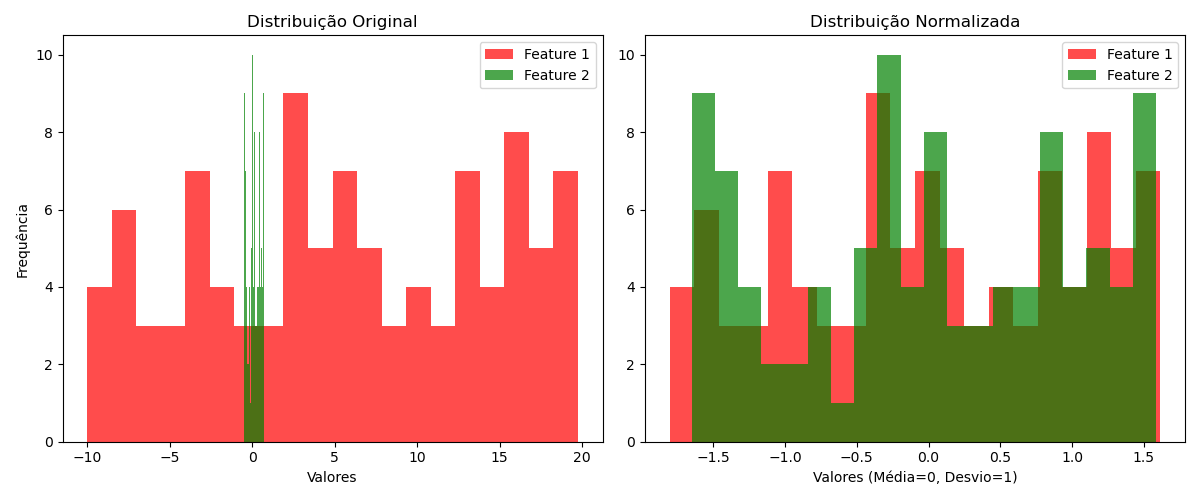 Distribuição Original
Frequência
10
8
6
4
2
0
Feature 1
Feature 2
−10
−5
0
5
10
15
20
Valores
Distribuição Normalizada
10
8
6
4
2
0
Feature 1
Feature 2
−1.5
−1.0
−0.5
0.0
0.5
1.0
1.5
Valores (Média=0, Desvio=1)